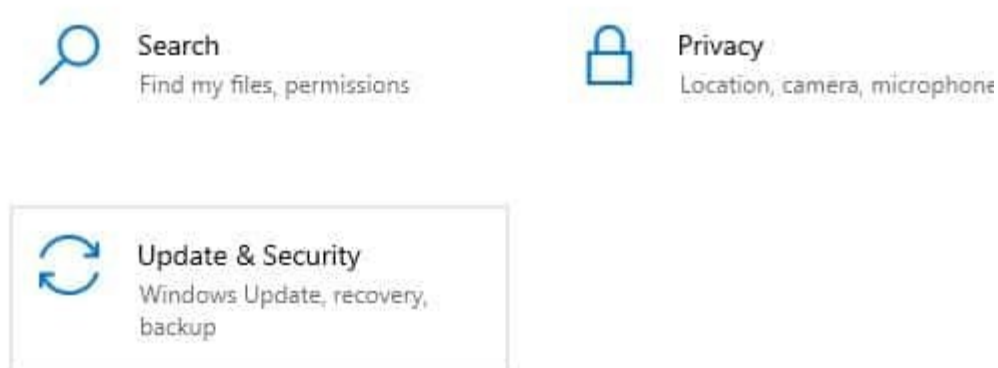 Search
Find my files, permissions
Privacy
Location, camera, microphone
Update & Security
Windows Update, recovery,
backup